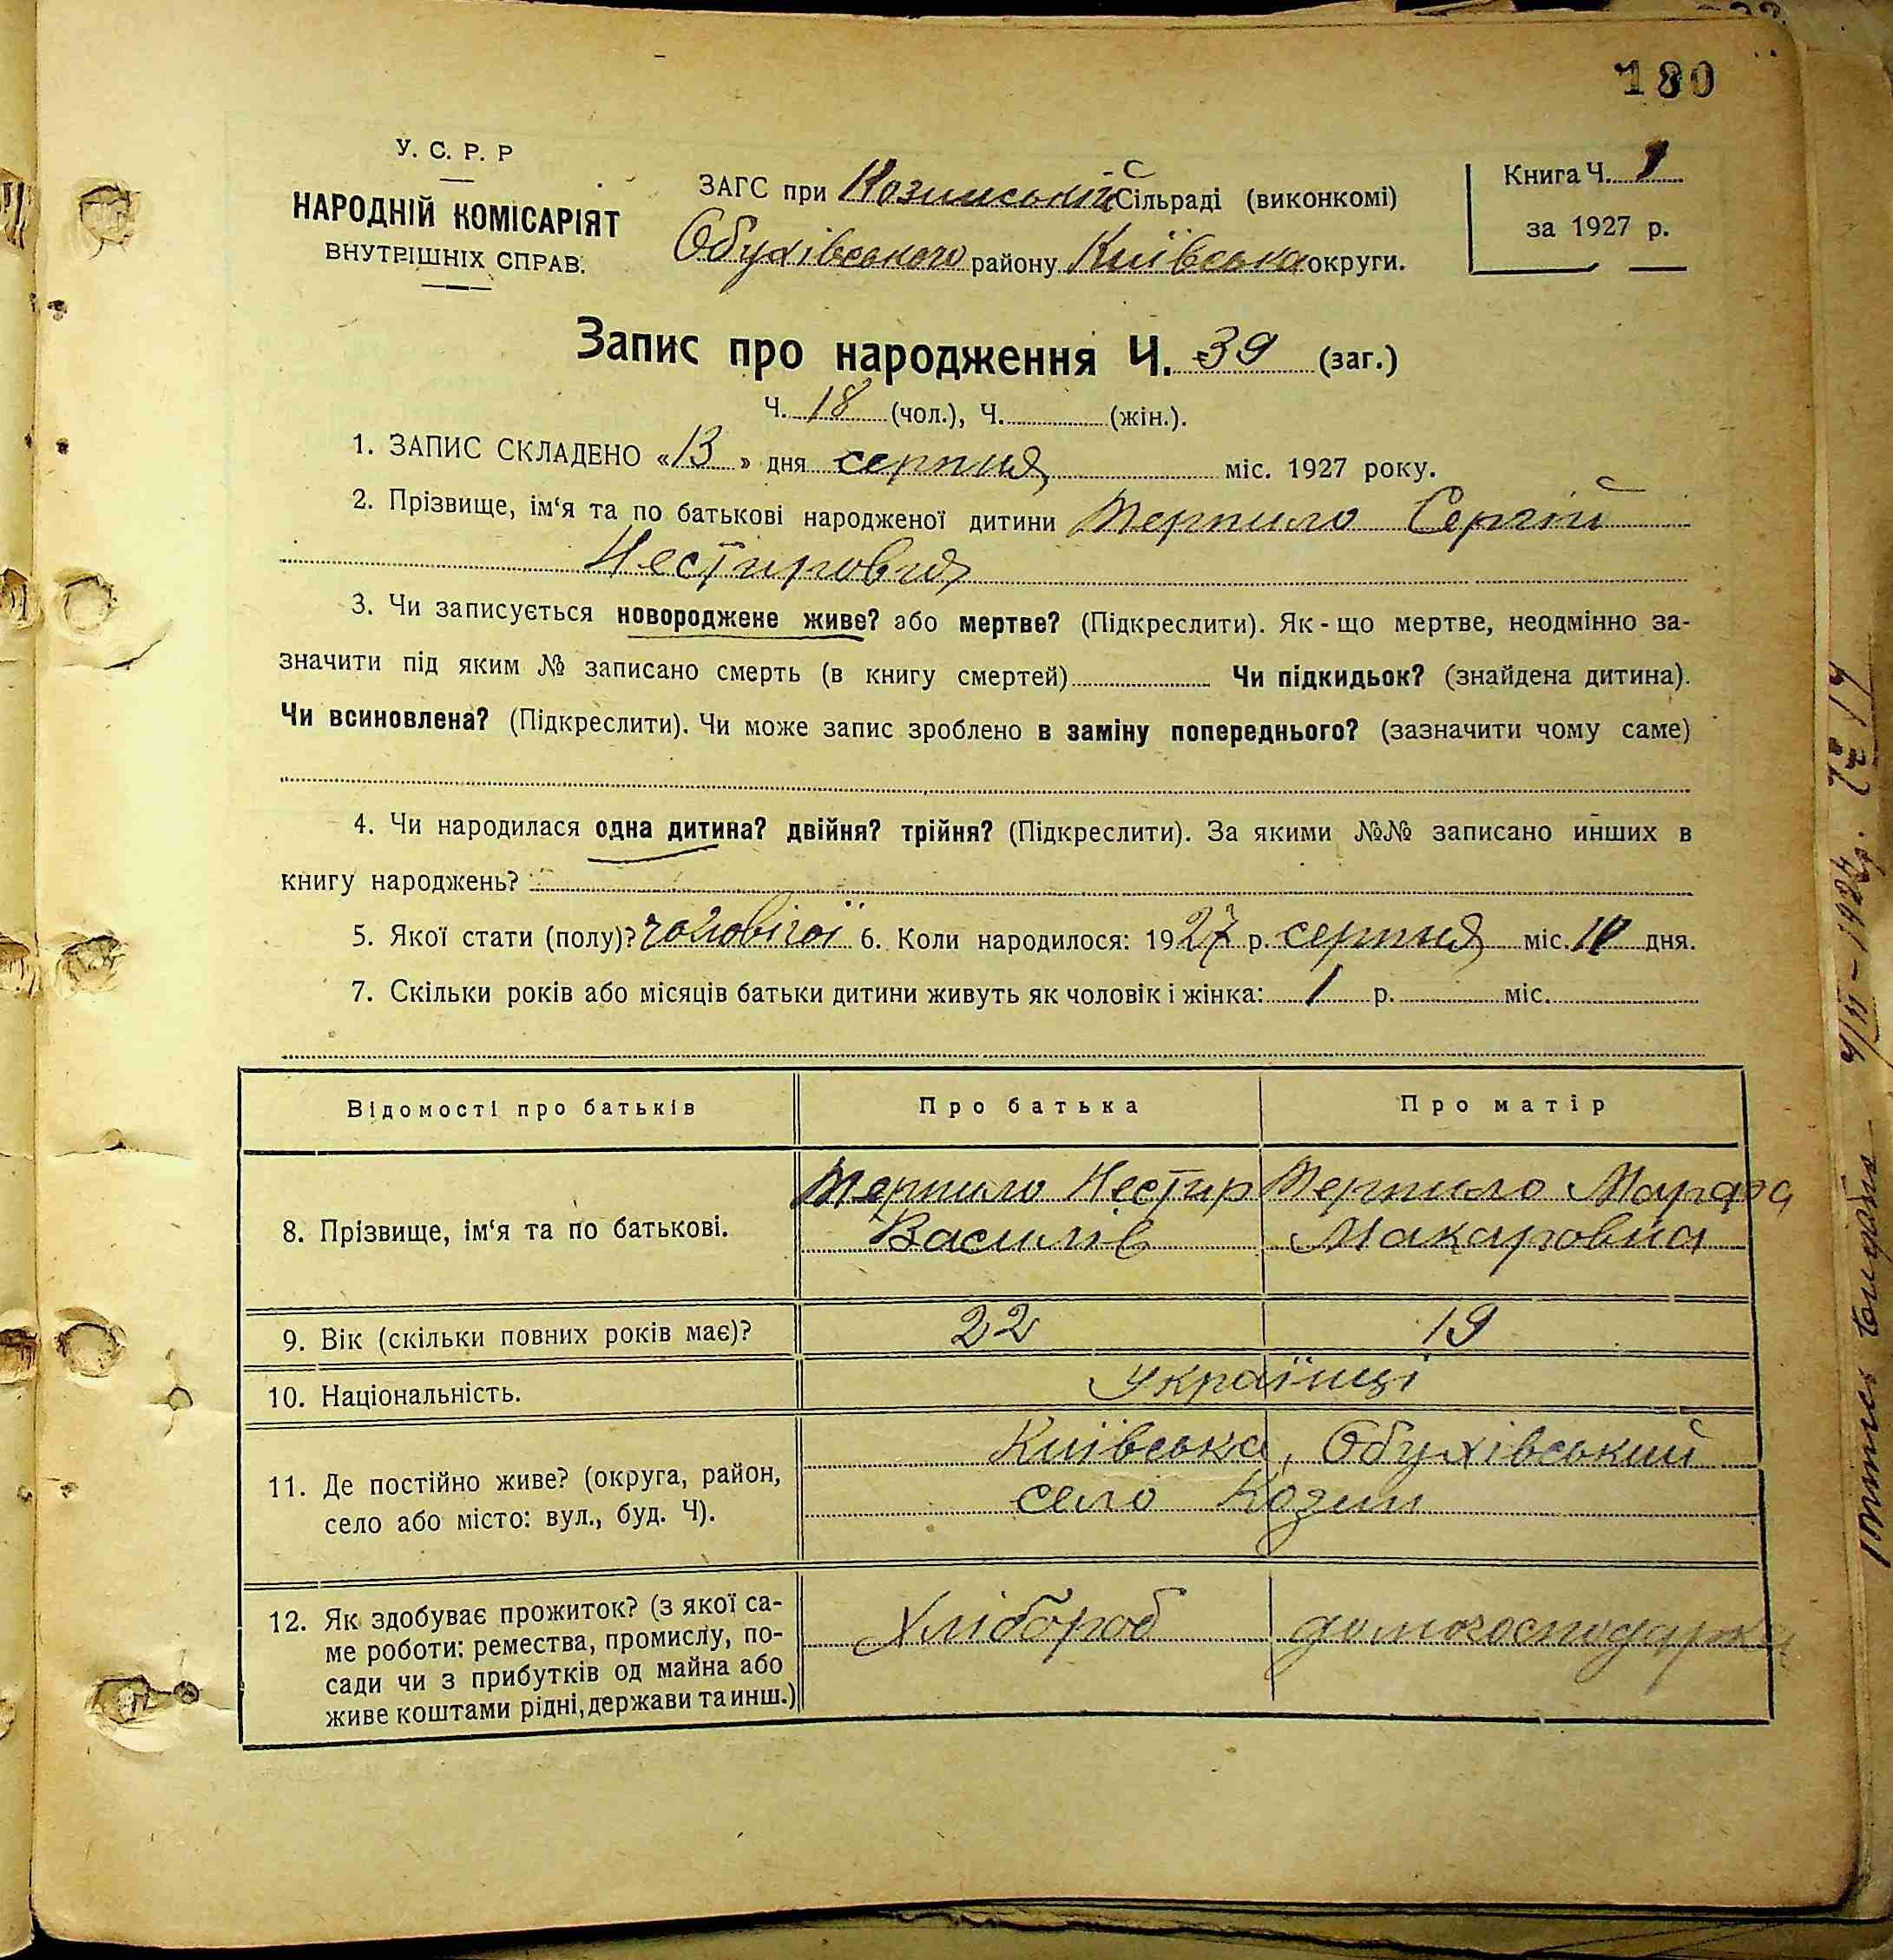 180
У. С. Р. Р
НАРОДНІЙ КОМІСАРІЯТ
ВНУТРІШНІХ СПРАВ.
ЗАГС при Козинській Сільраді (виконкомі)
Обухівського району Київська округи.
Книга Ч. 1
за 1927 р.
Запис про народження Ч. 39 (заг.)
Ч. 18 (чол.), Ч. (жін.).
1. ЗАПИС СКЛАДЕНО «13» дня серпня міс. 1927 року.
2. Прізвище, ім‘я та по батькові народженої дитини Терпило Сергій
Нестирович
3. Чи записується новороджене живе? або мертве? (Підкреслити). Як-що мертве, неодмінно за-
значити під яким № записано смерть (в книгу смертей) Чи підкидьок? (знайдена дитина).
Чи всиновлена? (Підкреслити). Чи може запис зроблено в заміну попереднього? (зазначити чому саме)
4. Чи народилася одна дитина? двійня? трійня? (Підкреслити). За якими №№ записано инших в
книгу народжень?
5. Якої стати (полу)? чоловічої 6. Коли народилося: 1927 р. серпня міс. 10 дня.
7. Скільки років або місяців батьки дитини живуть як чоловік і жінка: 1 р. міс.
Відомості про батьків Про батька Про матір
8. Прізвище, ім‘я та по батькові.
Терпило Нестир Терпило
Василів Макаровна
9. Вік (скільки повних років має)? 22 19
10. Національність. Українці
11. Де постійно живе? (округа, район,
село або місто: вул., буд. Ч).
Київська, Обухівський
село Козин
12. Як здобуває прожиток? (з якої са-
ме роботи: ремества, промислу, по-
сади чи з прибутків од майна або
живе коштами рідні, держави та инш.)
Хлібороб домогосподарка